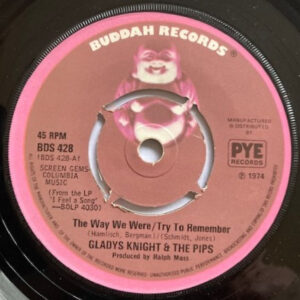 BUDDAH RECORDS
45 RPM
BDS 428
(BDS 428-A1)
SCREEN GEMS-
COLUMBIA
MUSIC
(From the LP
"I Feel a Song"
—BDLP 4030)
MANUFACTURED
& DISTRIBUTED
BY
PYE
RECORDS
℗ 1974
The Way We Were/Try To Remember
(Hamlisch, Bergman) (Schmidt, Jones)
GLADYS KNIGHT & THE PIPS
Produced by Ralph Moss